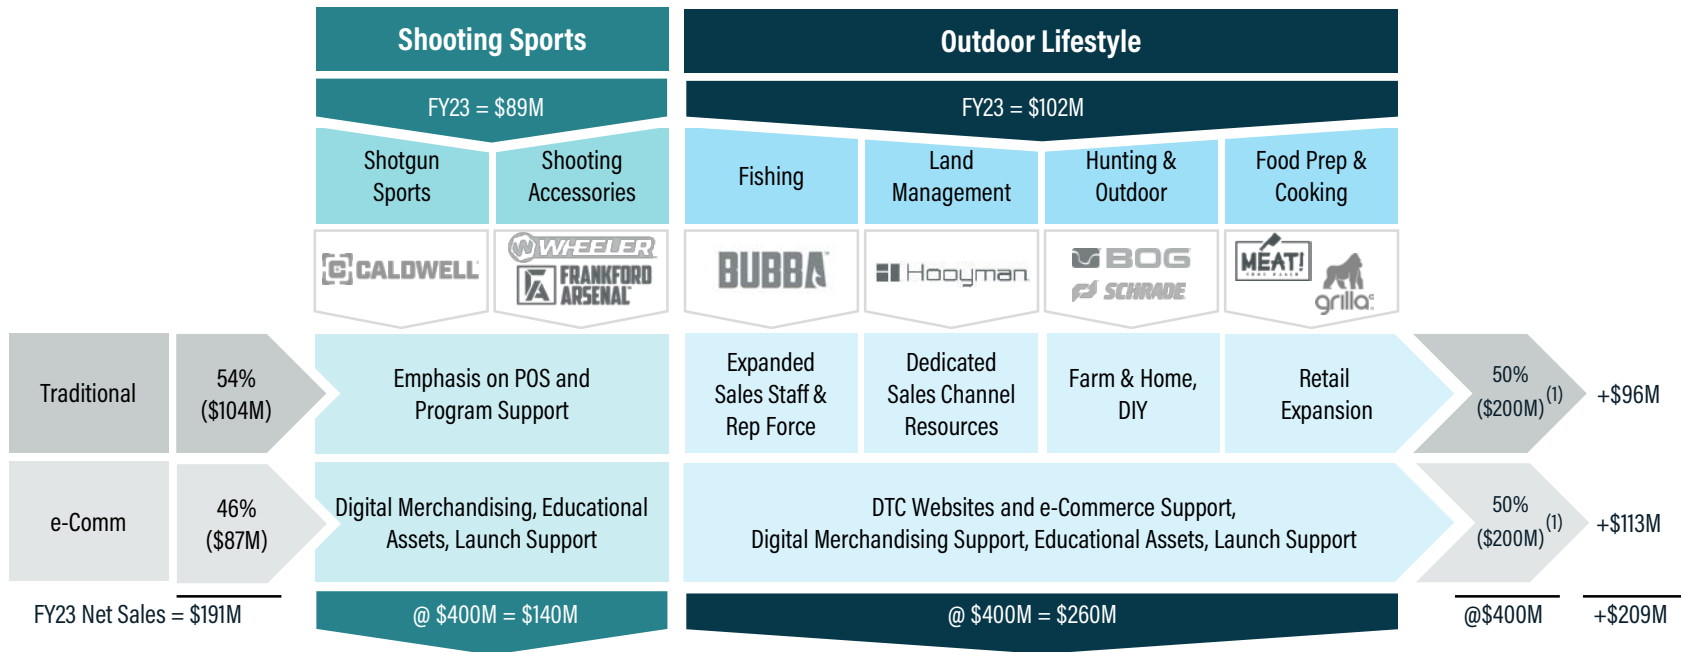 Shooting Sports
Outdoor Lifestyle
FY23 = $89M
FY23 = $102M
Shotgun
Sports
Shooting
Accessories
Fishing
Land
Management
Hunting &
Outdoor
Food Prep &
Cooking
CALDWELL
WHEELER
FRANKFORD
ARSENAL
BUBBA
Hooyman
BOG
SCHRADE
MEAT!
grilla
Traditional
54%
($104M)
Emphasis on POS and
Program Support
Expanded
Sales Staff &
Rep Force
Dedicated
Sales Channel
Resources
Farm & Home,
DIY
Retail
Expansion
50%
($200M) (1)
+$96M
e-Comm
46%
($87M)
Digital Merchandising, Educational
Assets, Launch Support
DTC Websites and e-Commerce Support,
Digital Merchandising Support, Educational Assets, Launch Support
50%
($200M) (1)
+$113M
FY23 Net Sales = $191M
@ $400M = $140M
@ $400M = $260M
@$400M
+$209M